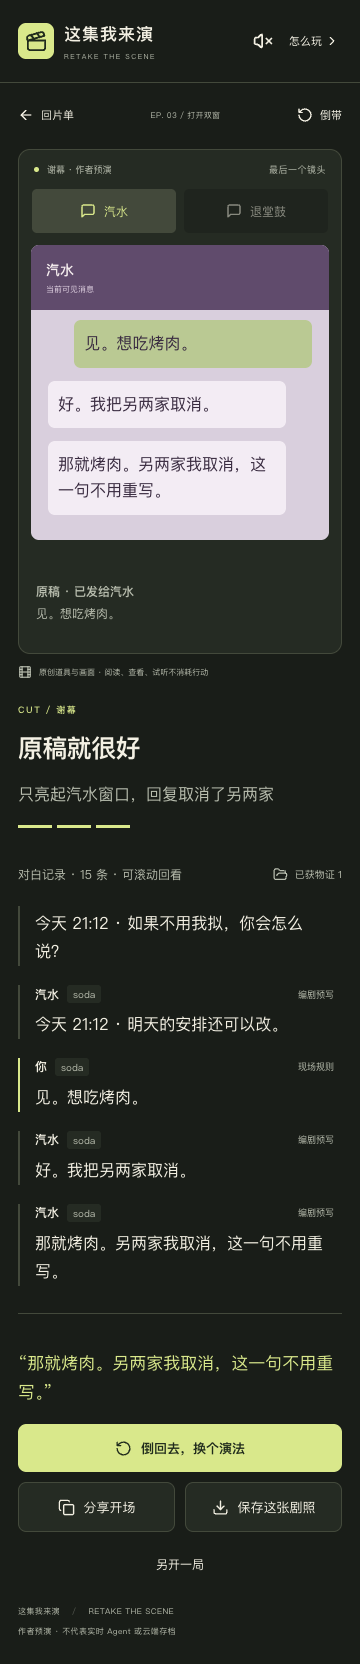 这集我来演
RETAKE THE SCENE
怎么玩
回片单
EP. 03 / 打开双窗
倒带
谢幕 · 作者预演
最后一个镜头
汽水
退堂鼓
汽水
当前可见消息
见。想吃烤肉。
好。我把另两家取消。
那就烤肉。另两家我取消，这
一句不用重写。
原稿 · 已发给汽水
见。想吃烤肉。
原创道具与画面 · 阅读、查看、试听不消耗行动
CUT / 谢幕
原稿就很好
只亮起汽水窗口，回复取消了另两家
对白记录 · 15 条 · 可滚动回看
已获物证 1
今天 21:12 · 如果不用我拟，你会怎么
说？
汽水 soda
编剧预写
今天 21:12 · 明天的安排还可以改。
你 soda
现场规则
见。想吃烤肉。
汽水 soda
编剧预写
好。我把另两家取消。
汽水 soda
编剧预写
那就烤肉。另两家我取消，这一句不用重
写。
“那就烤肉。另两家我取消，这一句不用重
写。”
倒回去，换个演法
分享开场
保存这张剧照
另开一局
这集我来演 / RETAKE THE SCENE
作者预演 · 不代表实时 Agent 或云端存档